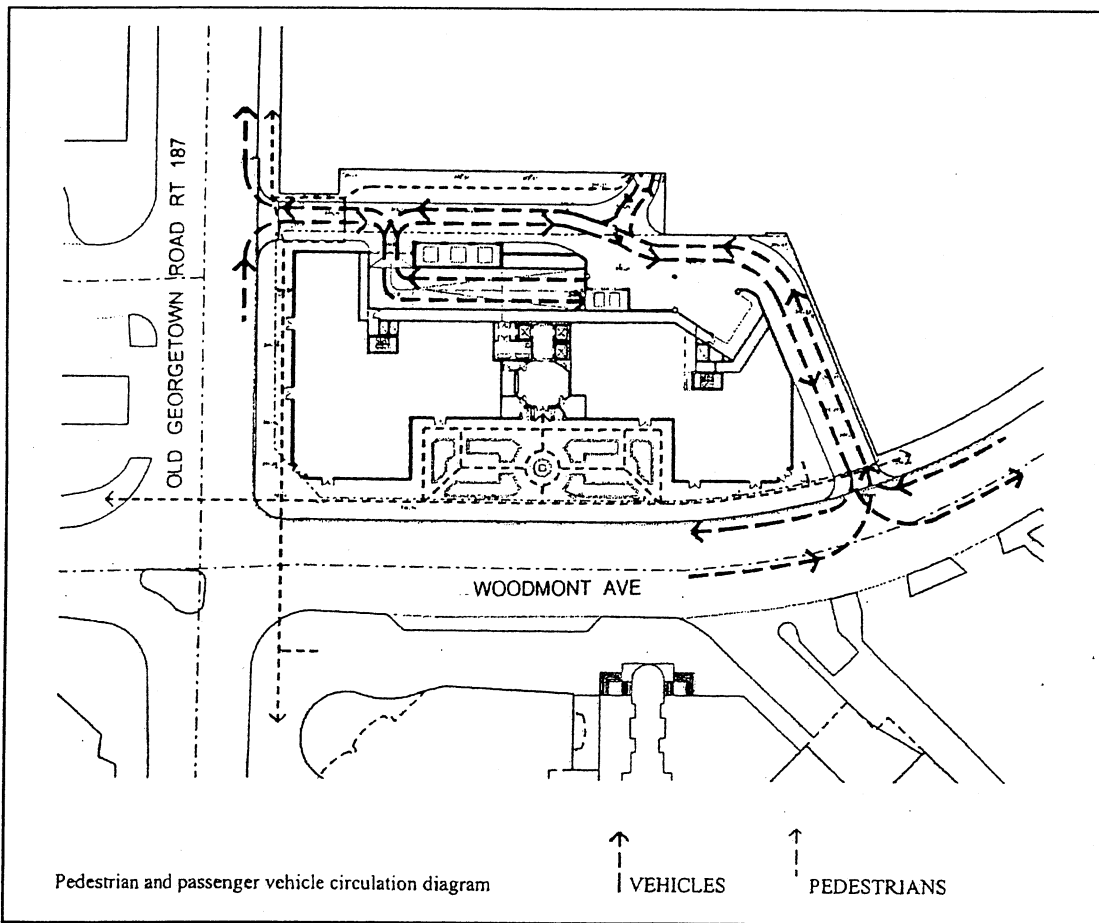 OLD GEORGETOWN ROAD RT 187
WOODMONT AVE
Pedestrian and passenger vehicle circulation diagram
VEHICLES
PEDESTRIANS